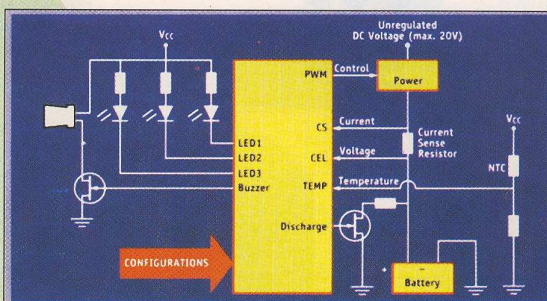 Unregulated
DC Voltage (max. 20V)
Vcc
PWM
Control
Power
Vcc
CS
Current
Current
Sense
Resistor
LED1
LED2
CEL
Voltage
LED3
NTC
Buzzer
TEMP
Temperature
Discharge
CONFIGURATIONS
+
−
Battery